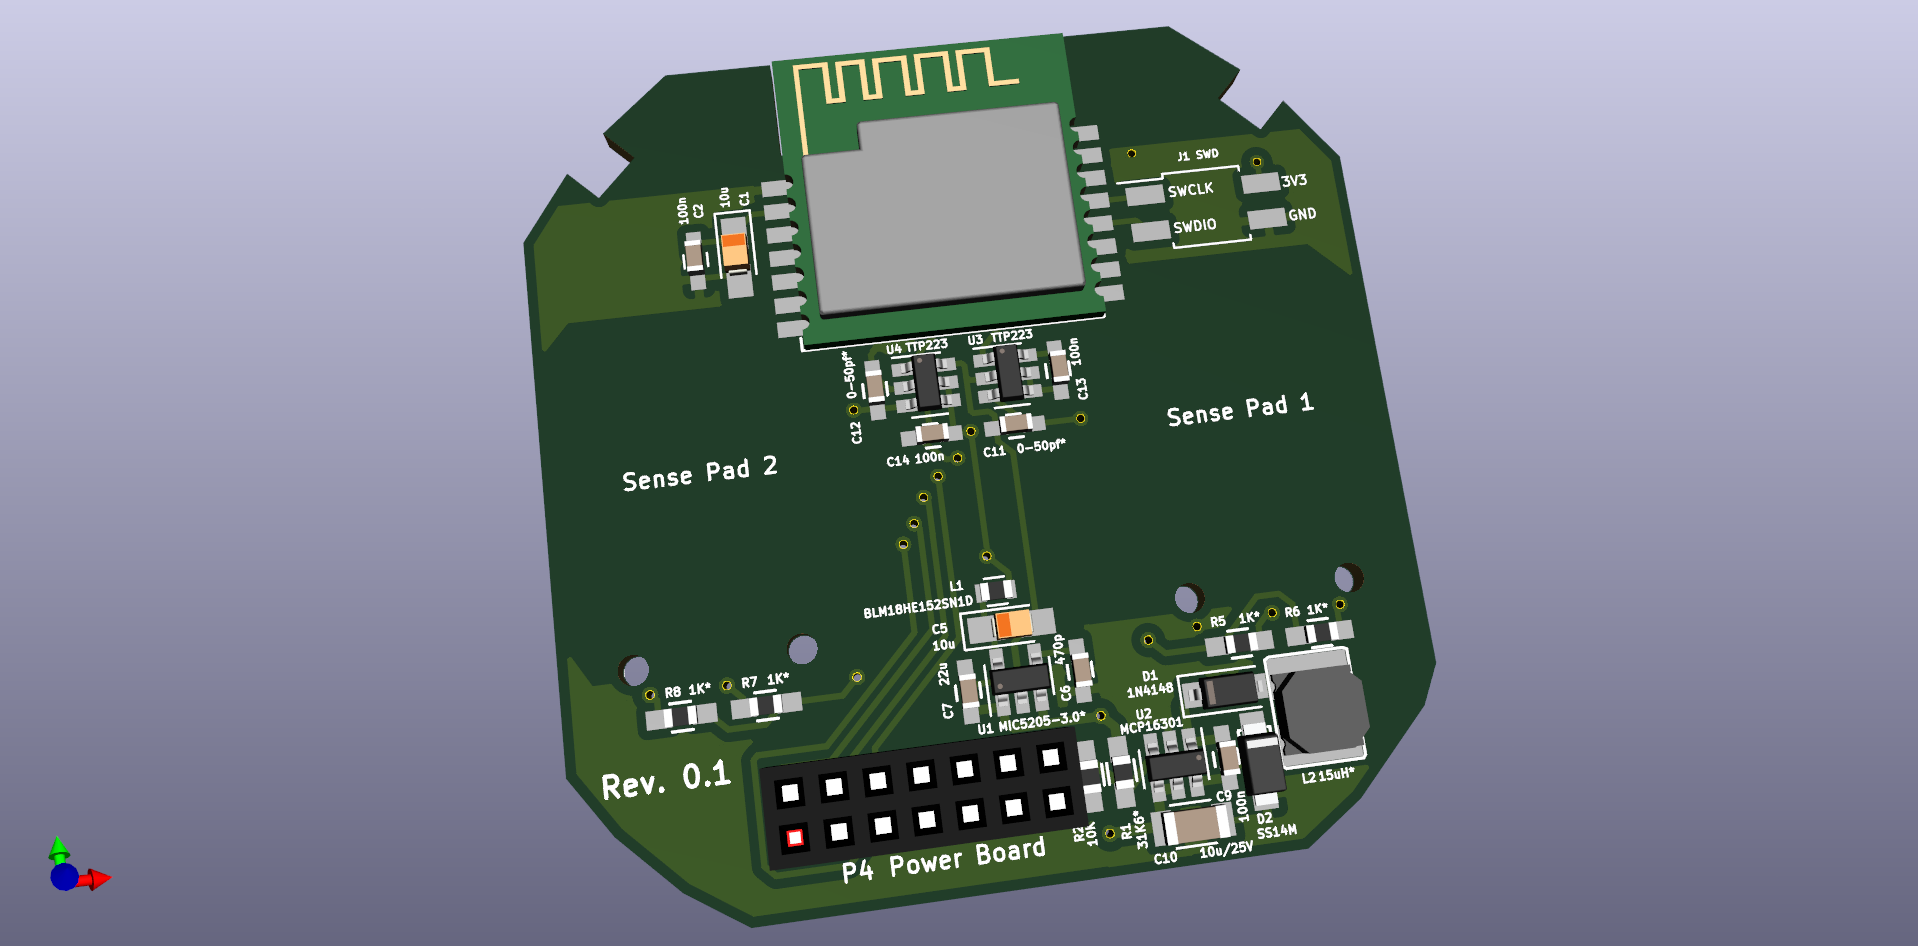 J1 SWD
SWCLK
3V3
SWDIO
GND
100n
C2
10u
C1
U4 TTP223
U3 TTP223
0-50pf*
C12
100n
C13
C14 100n
C11 0-50pf*
Sense Pad 1
Sense Pad 2
L1
BLM18HE152SN1D
C5
10u
470p
C6
22u
C7
U1 MIC5205-3.0*
R5 1K*
R6 1K*
R8 1K*
R7 1K*
D1
1N4148
U2
MCP16301
L2 15uH*
C9
100n
D2
SS14M
R2
10K
R1
31K6*
C10
10u/25V
Rev. 0.1
P4 Power Board